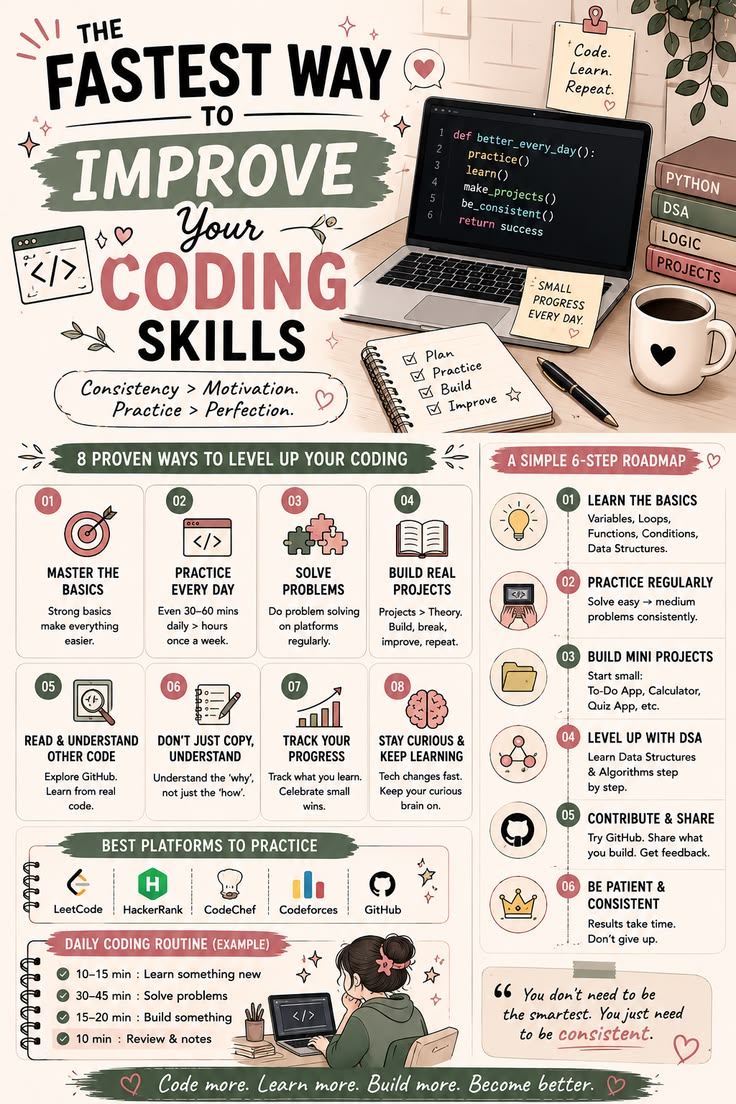 THE
FASTEST WAY
TO
IMPROVE
Your
CODING
SKILLS
Consistency > Motivation.
Practice > Perfection.
</>
Code.
Learn.
Repeat.
1 def better_every_day():
2 practice()
3 learn()
4 make_projects()
5 be_consistent()
6 return success
PYTHON
DSA
LOGIC
PROJECTS
SMALL
PROGRESS
EVERY DAY.
Plan
Practice
Build
Improve
8 PROVEN WAYS TO LEVEL UP YOUR CODING
01
MASTER THE
BASICS
Strong basics
make everything
easier.
02
</>
PRACTICE
EVERY DAY
Even 30–60 mins
daily > hours
once a week.
03
SOLVE
PROBLEMS
Do problem solving
on platforms
regularly.
04
BUILD REAL
PROJECTS
Projects > Theory.
Build, break,
improve, repeat.
05
READ & UNDERSTAND
OTHER CODE
Explore GitHub.
Learn from real
code.
06
DON'T JUST COPY,
UNDERSTAND
Understand the 'why',
not just the 'how'.
07
TRACK YOUR
PROGRESS
Track what you learn.
Celebrate small
wins.
08
STAY CURIOUS &
KEEP LEARNING
Tech changes fast.
Keep your curious
brain on.
BEST PLATFORMS TO PRACTICE
LeetCode
HackerRank
CodeChef
Codeforces
GitHub
DAILY CODING ROUTINE (EXAMPLE)
10–15 min : Learn something new
30–45 min : Solve problems
15–20 min : Build something
10 min : Review & notes
</>
A SIMPLE 6-STEP ROADMAP
01 LEARN THE BASICS
Variables, Loops,
Functions, Conditions,
Data Structures.
02 PRACTICE REGULARLY
Solve easy → medium
problems consistently.
03 BUILD MINI PROJECTS
Start small:
To-Do App, Calculator,
Quiz App, etc.
04 LEVEL UP WITH DSA
Learn Data Structures
& Algorithms step
by step.
05 CONTRIBUTE & SHARE
Try GitHub. Share what
you build. Get feedback.
06 BE PATIENT &
CONSISTENT
Results take time.
Don't give up.
“ You don't need to be
the smartest. You just need
to be consistent.
Code more. Learn more. Build more. Become better.